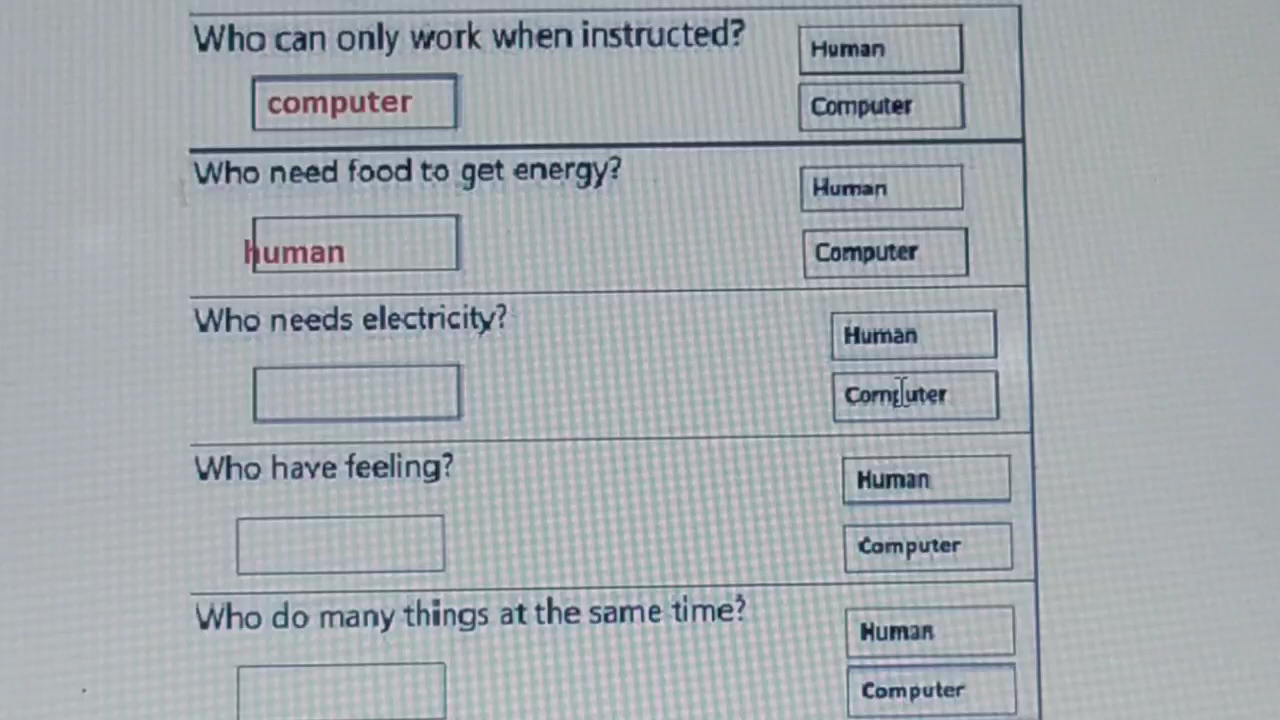 Who can only work when instructed?
Human
computer
Computer
Who need food to get energy?
Human
human
Computer
Who needs electricity?
Human
Computer
Who have feeling?
Human
Computer
Who do many things at the same time?
Human
Computer